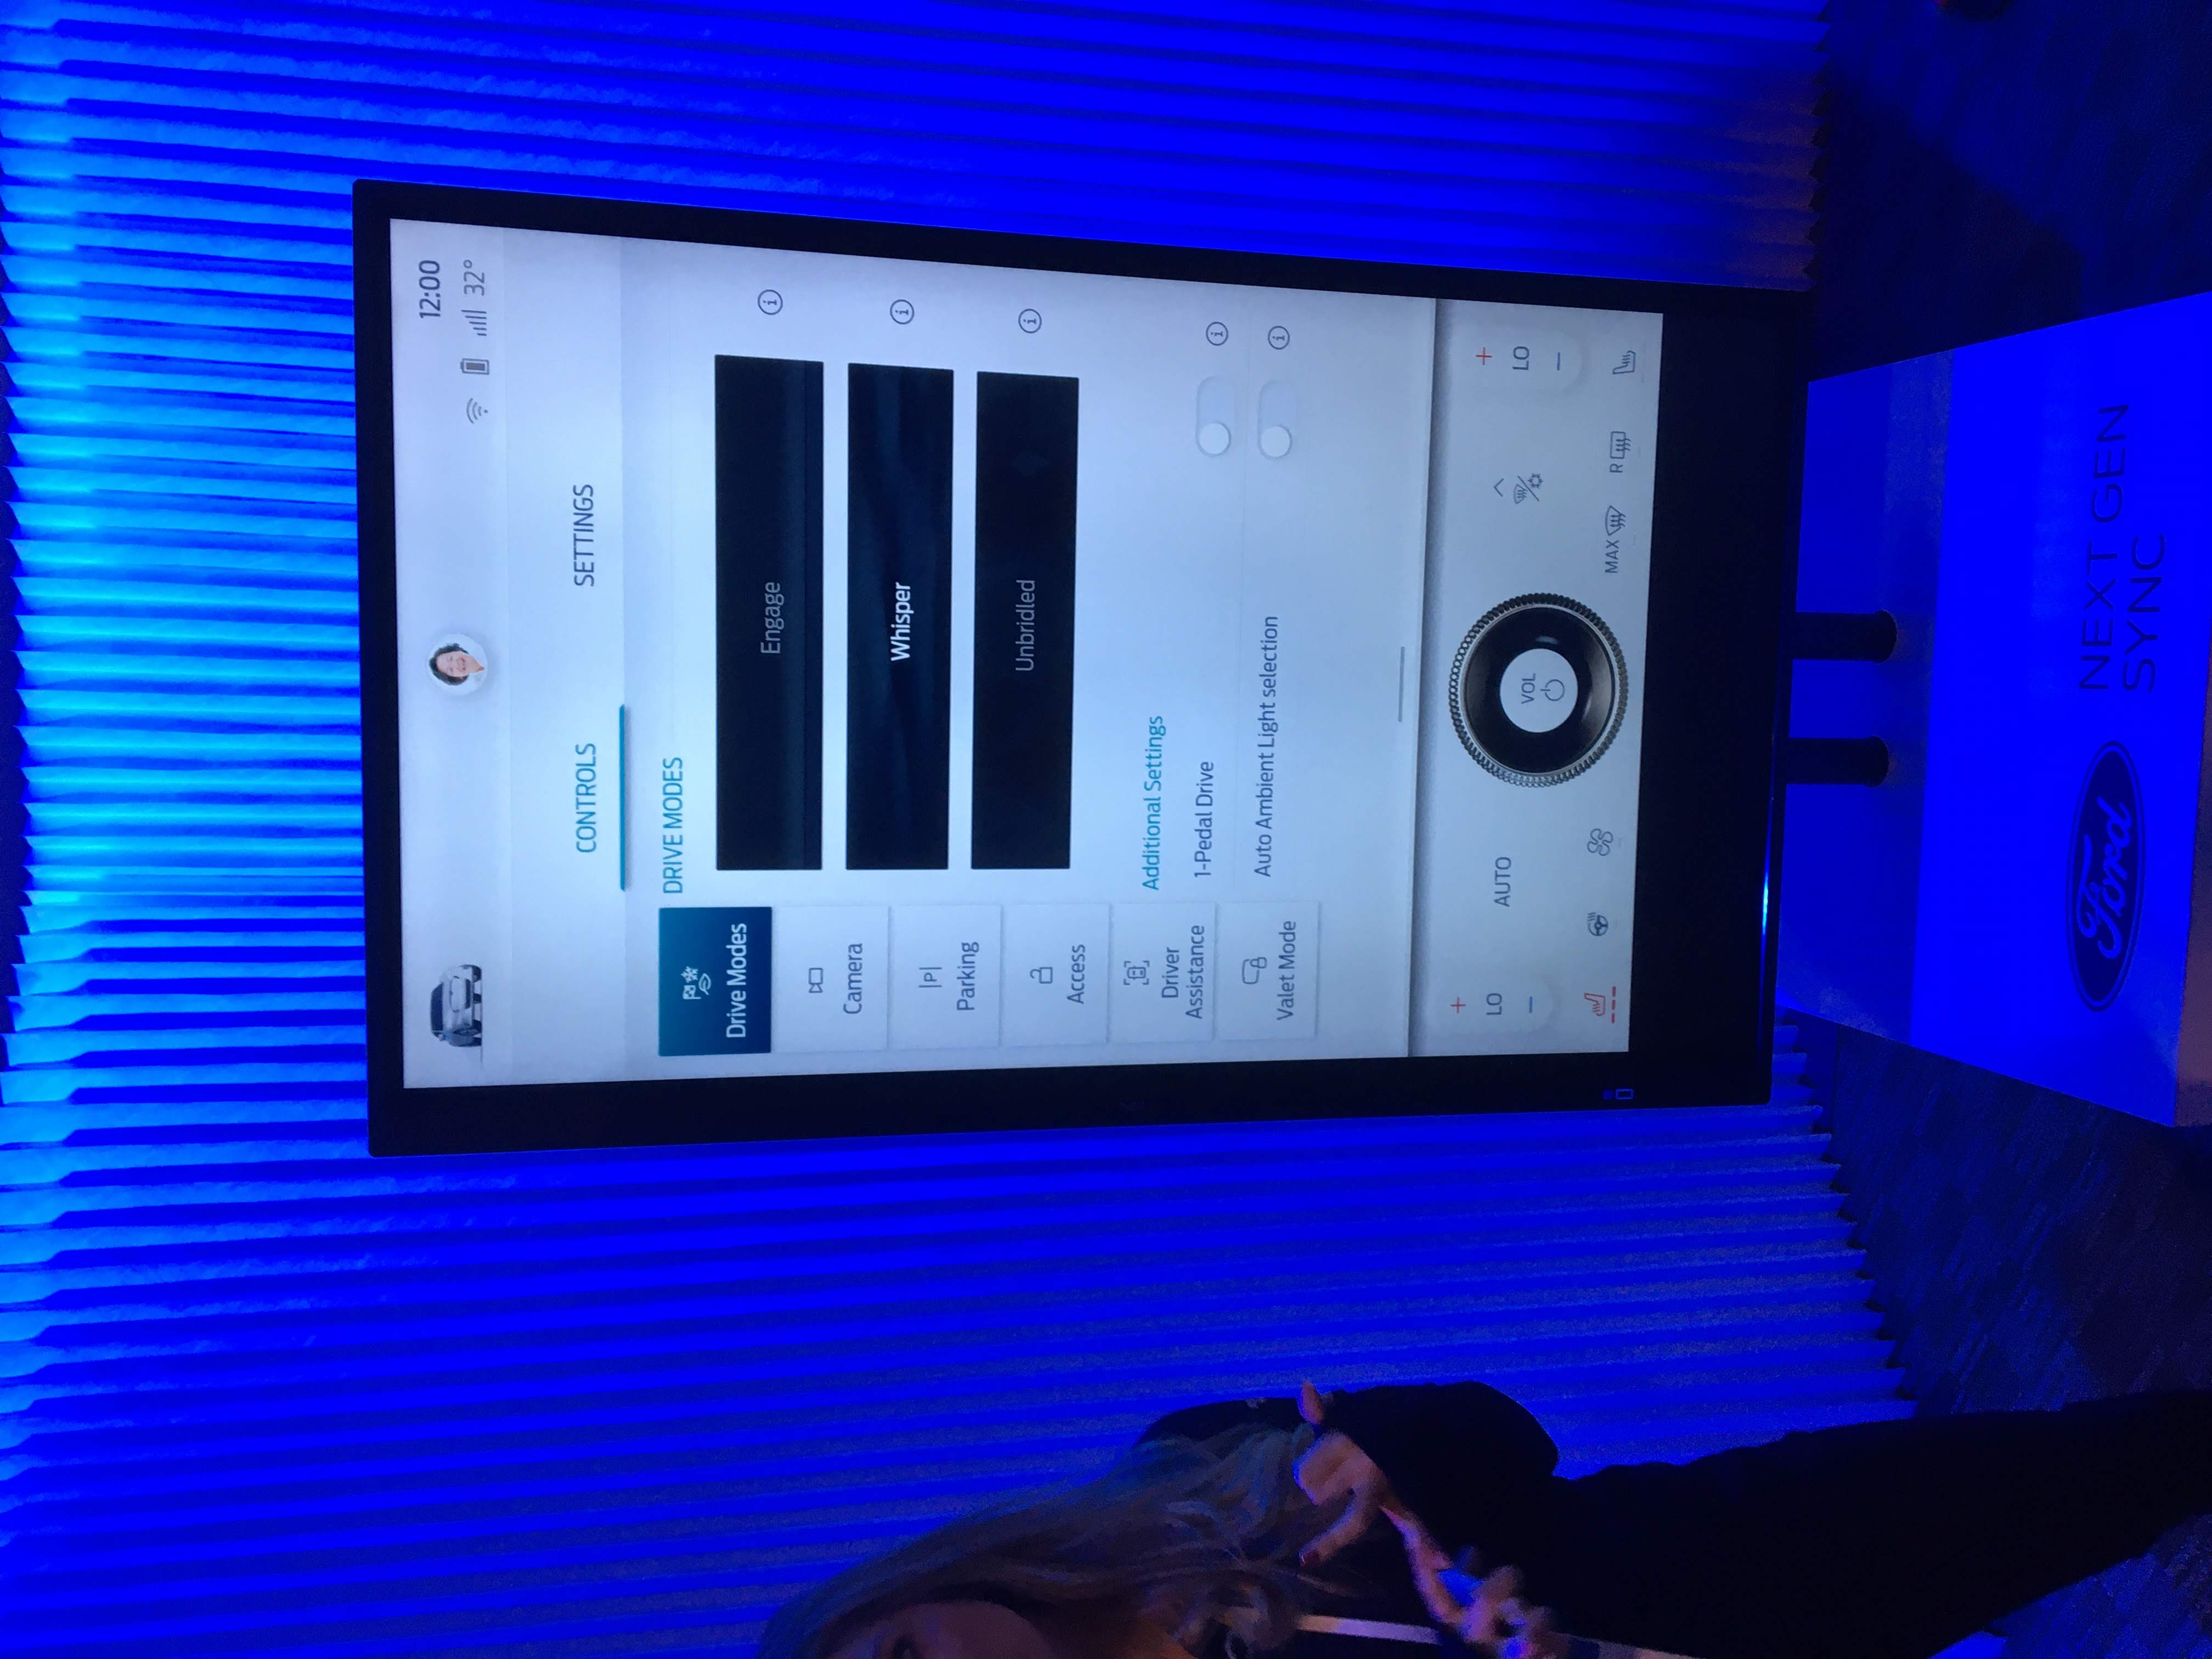 12:00
32°
CONTROLS
SETTINGS
Drive Modes
DRIVE MODES
Engage
Camera
Whisper
P
Parking
Unbridled
Access
Driver
Assistance
Additional Settings
1-Pedal Drive
Valet Mode
Auto Ambient Light selection
LO
AUTO
VOL
LO
MAX
R
Ford
NEXT GEN
SYNC